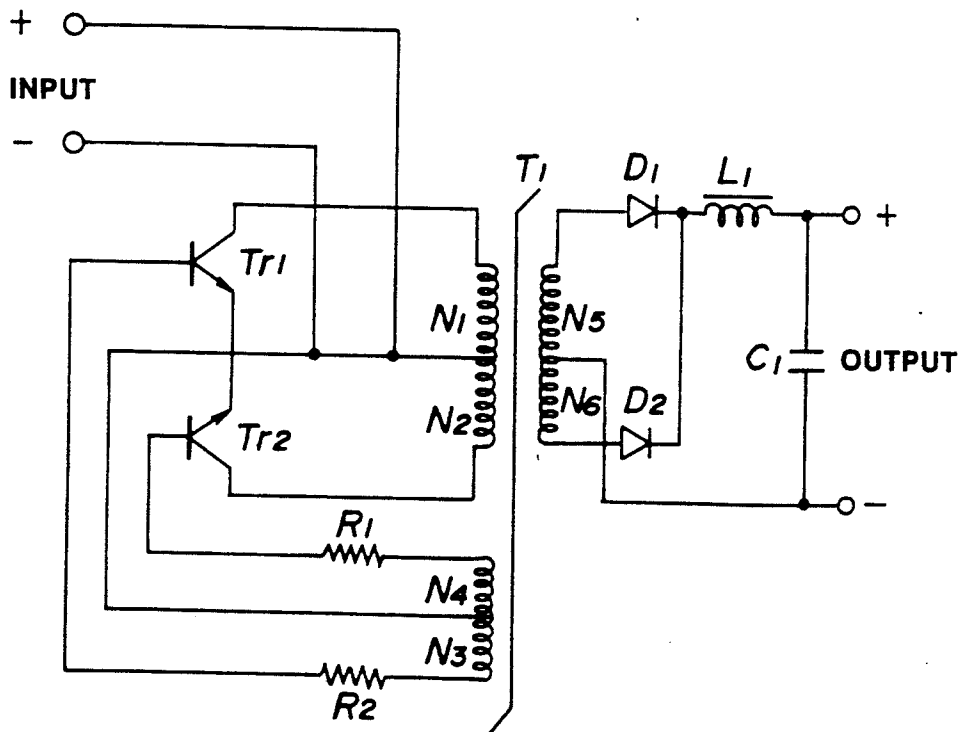 +
INPUT
−
T1
D1
L1
+
Tr1
N1
N5
C1
OUTPUT
N2
N6
D2
Tr2
−
R1
N4
N3
R2